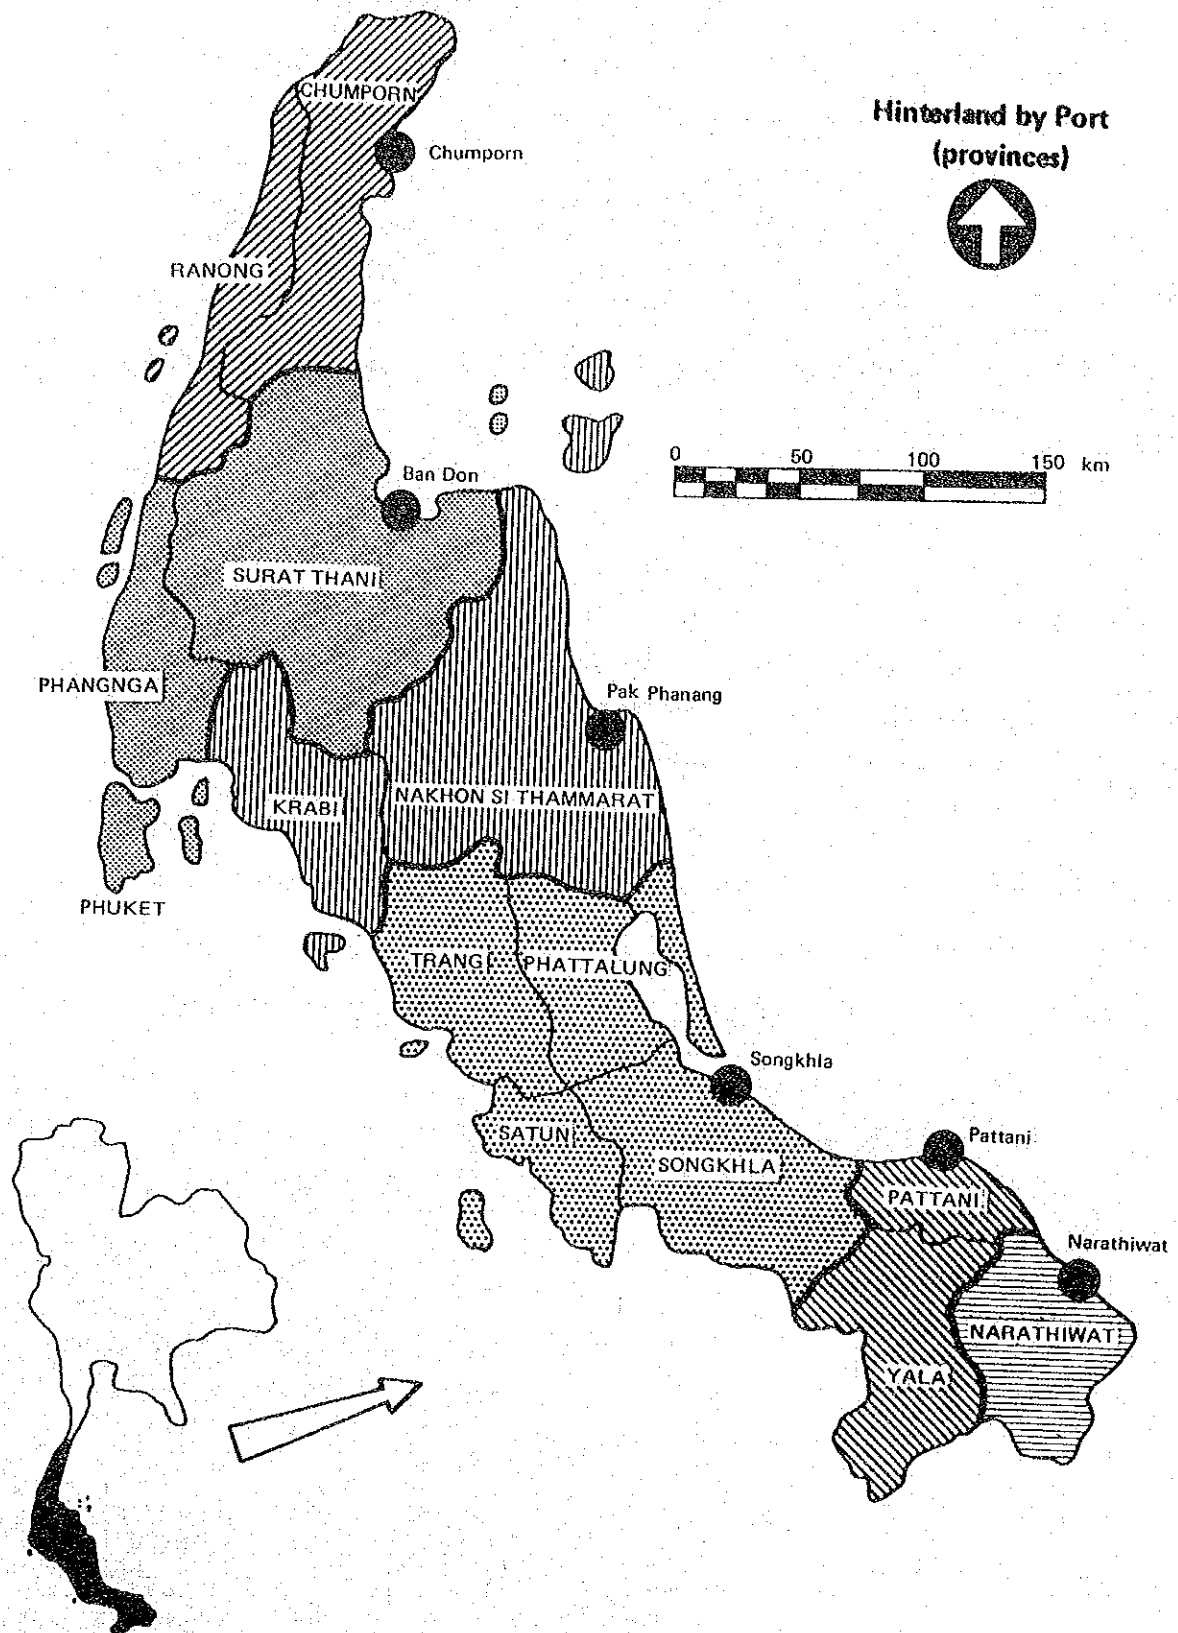 Hinterland by Port
(provinces)
CHUMPORN
Chumporn
RANONG
0 50 100 150 km
Ban Don
SURAT THANI
PHANGNGA
Pak Phanang
KRABI
NAKHON SI THAMMARAT
PHUKET
TRANG
PHATTALUNG
Songkhla
SATUN
SONGKHLA
Pattani
PATTANI
Narathiwat
NARATHIWAT
YALA